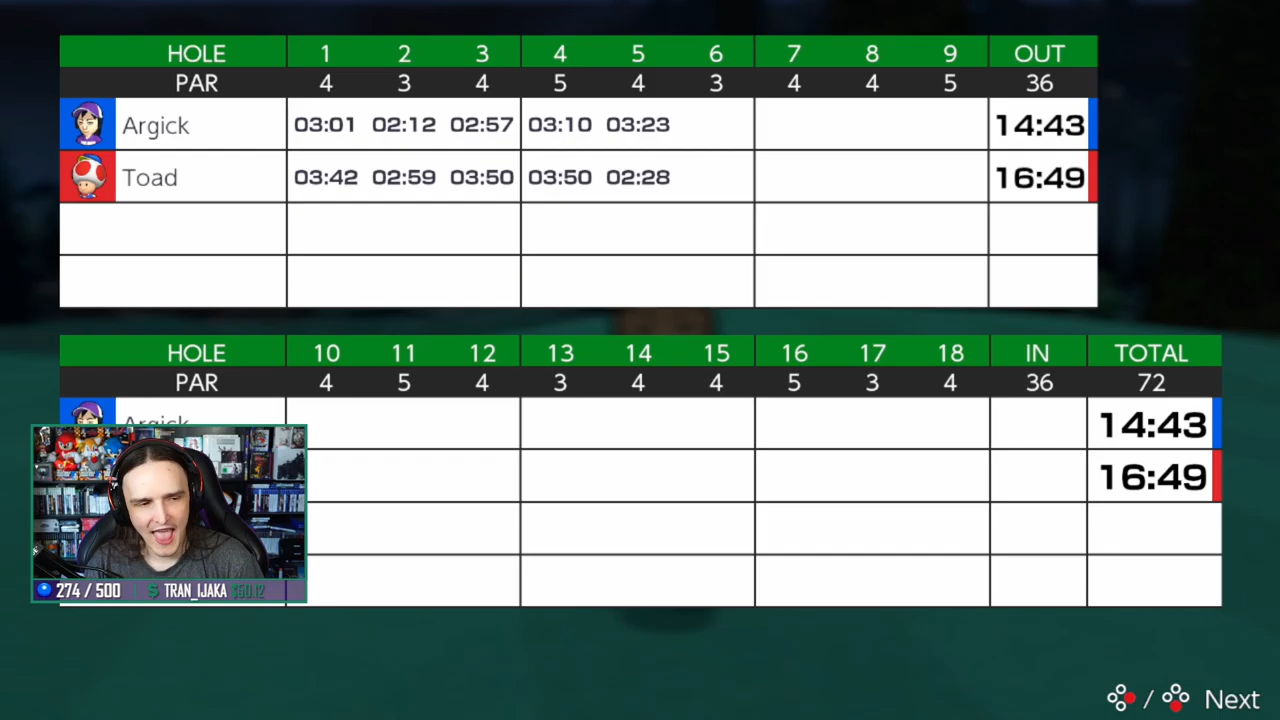 HOLE 1 2 3 4 5 6 7 8 9 OUT
PAR 4 3 4 5 4 3 4 4 5 36
Argick 03:01 02:12 02:57 03:10 03:23 14:43
Toad 03:42 02:59 03:50 03:50 02:28 16:49
HOLE 10 11 12 13 14 15 16 17 18 IN TOTAL
PAR 4 5 4 3 4 4 5 3 4 36 72
Argick 14:43
16:49
274 / 500 $ TRAN_IJAKA $50.12
/ Next